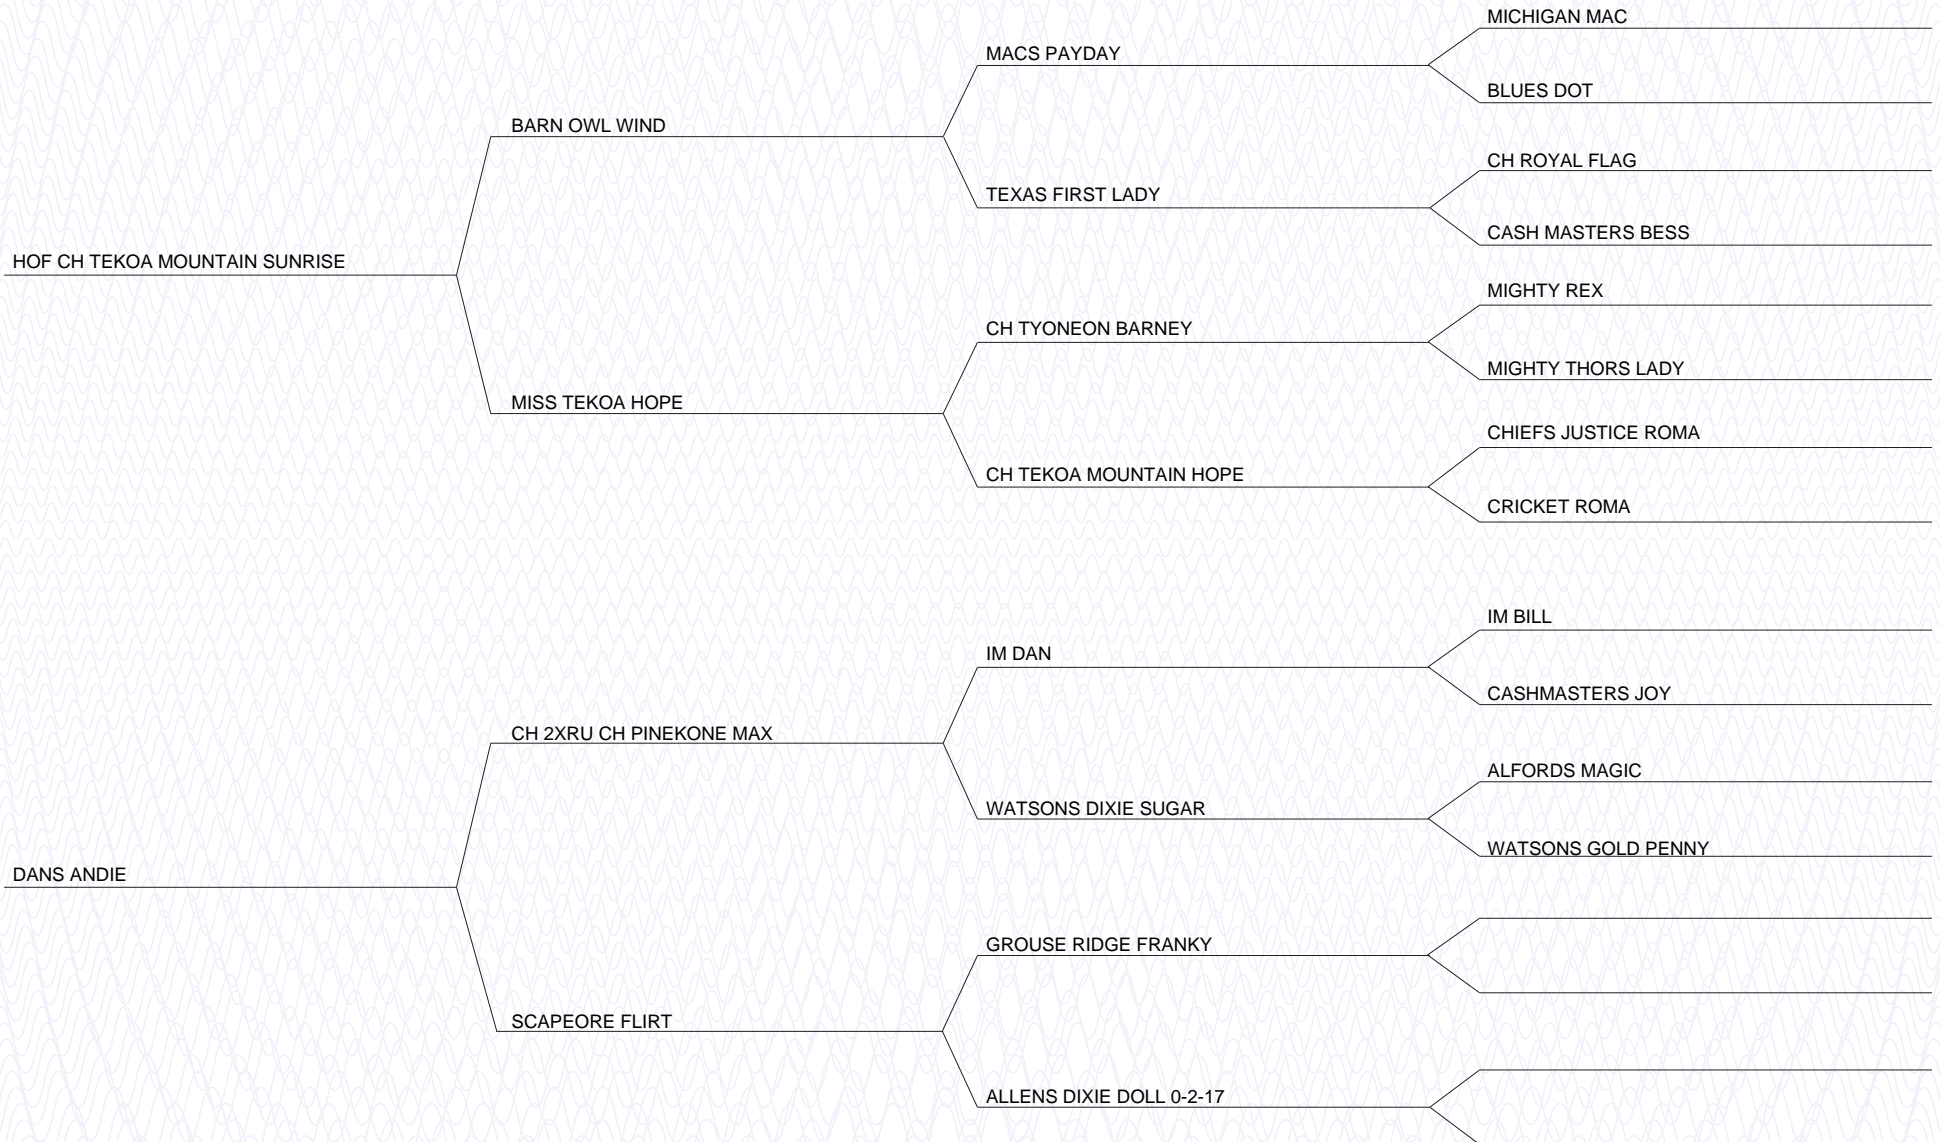 MICHIGAN MAC
MACS PAYDAY
BLUES DOT
BARN OWL WIND
CH ROYAL FLAG
TEXAS FIRST LADY
CASH MASTERS BESS
HOF CH TEKOA MOUNTAIN SUNRISE
MIGHTY REX
CH TYONEON BARNEY
MIGHTY THORS LADY
MISS TEKOA HOPE
CHIEFS JUSTICE ROMA
CH TEKOA MOUNTAIN HOPE
CRICKET ROMA
IM BILL
IM DAN
CASHMASTERS JOY
CH 2XRU CH PINEKONE MAX
ALFORDS MAGIC
WATSONS DIXIE SUGAR
WATSONS GOLD PENNY
DANS ANDIE
GROUSE RIDGE FRANKY
SCAPEORE FLIRT
ALLENS DIXIE DOLL 0-2-17